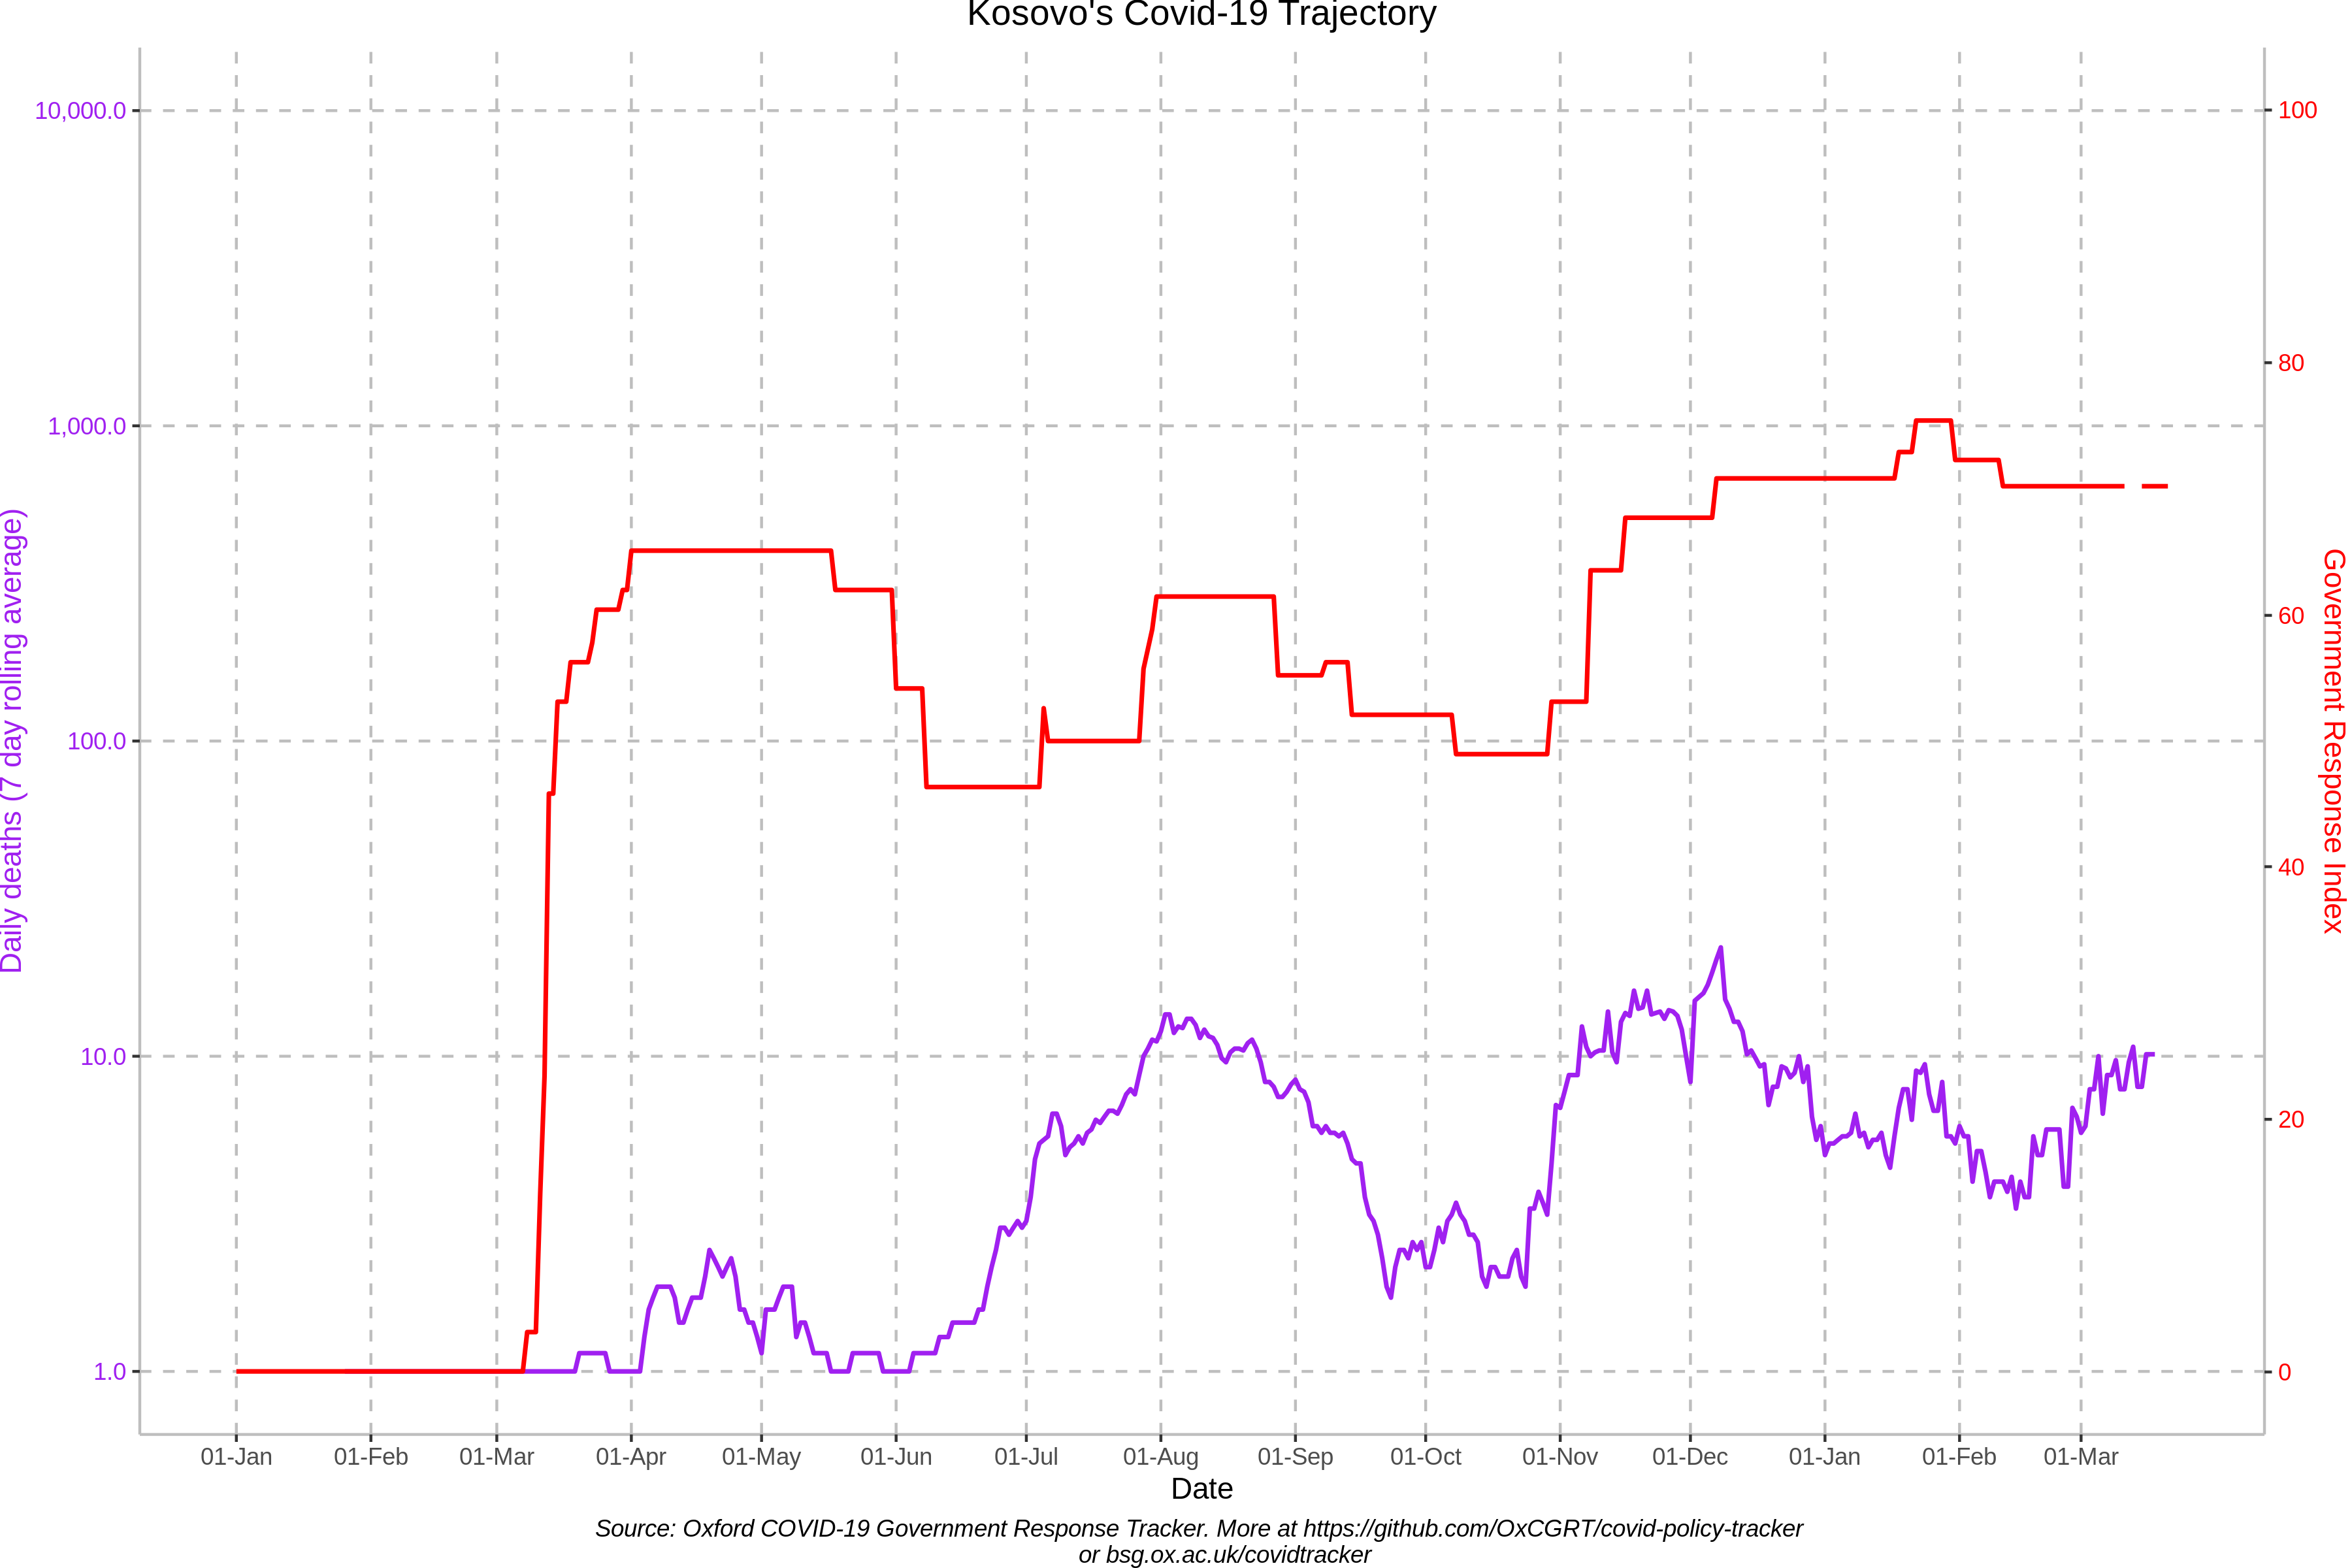 Kosovo's Covid-19 Trajectory
10,000.0
1,000.0
100.0
10.0
1.0
Daily deaths (7 day rolling average)
100
80
60
40
20
0
Government Response Index
01-Jan
01-Feb
01-Mar
01-Apr
01-May
01-Jun
01-Jul
01-Aug
01-Sep
01-Oct
01-Nov
01-Dec
01-Jan
01-Feb
01-Mar
Date
Source: Oxford COVID-19 Government Response Tracker. More at https://github.com/OxCGRT/covid-policy-tracker
or bsg.ox.ac.uk/covidtracker